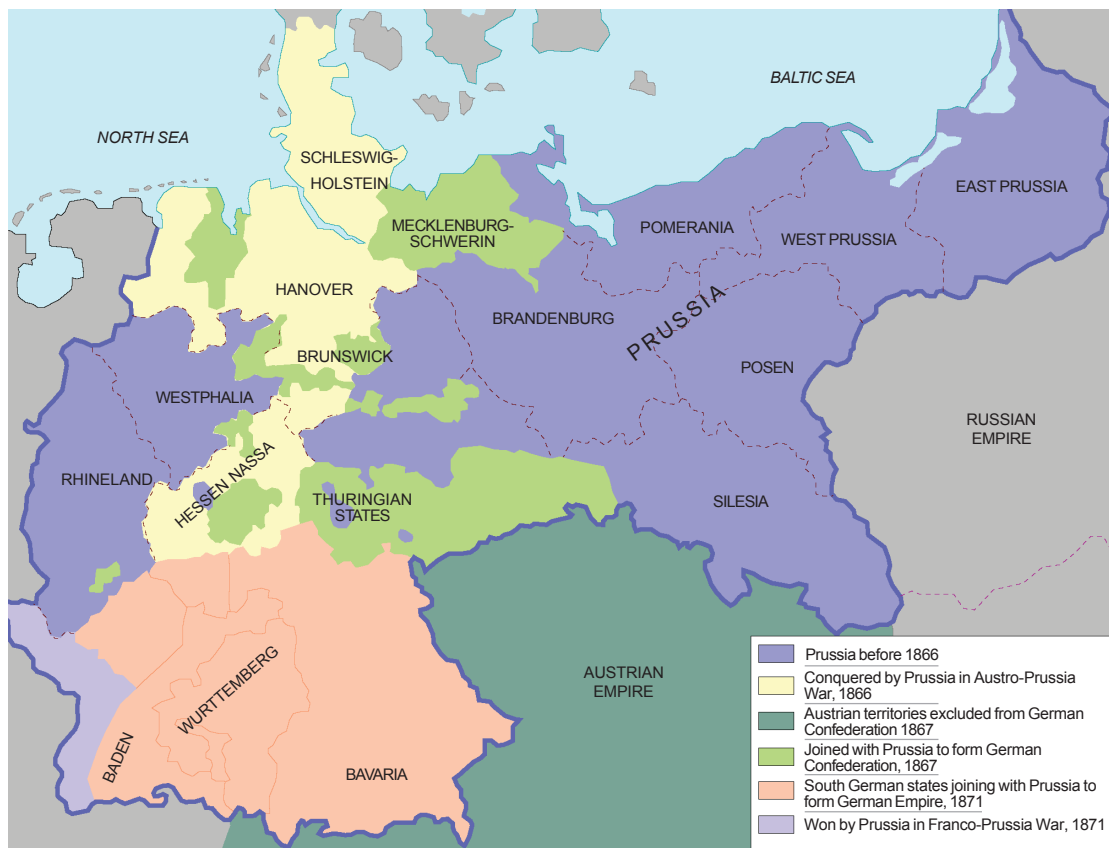 BALTIC SEA
NORTH SEA
SCHLESWIG-
HOLSTEIN
EAST PRUSSIA
MECKLENBURG-
SCHWERIN
POMERANIA
WEST PRUSSIA
HANOVER
BRANDENBURG
PRUSSIA
BRUNSWICK
POSEN
WESTPHALIA
RUSSIAN
EMPIRE
RHINELAND
HESSEN NASSA
THURINGIAN
STATES
SILESIA
AUSTRIAN
EMPIRE
WURTTEMBERG
BADEN
BAVARIA
Prussia before 1866
Conquered by Prussia in Austro-Prussia
War, 1866
Austrian territories excluded from German
Confederation 1867
Joined with Prussia to form German
Confederation, 1867
South German states joining with Prussia to
form German Empire, 1871
Won by Prussia in Franco-Prussia War, 1871